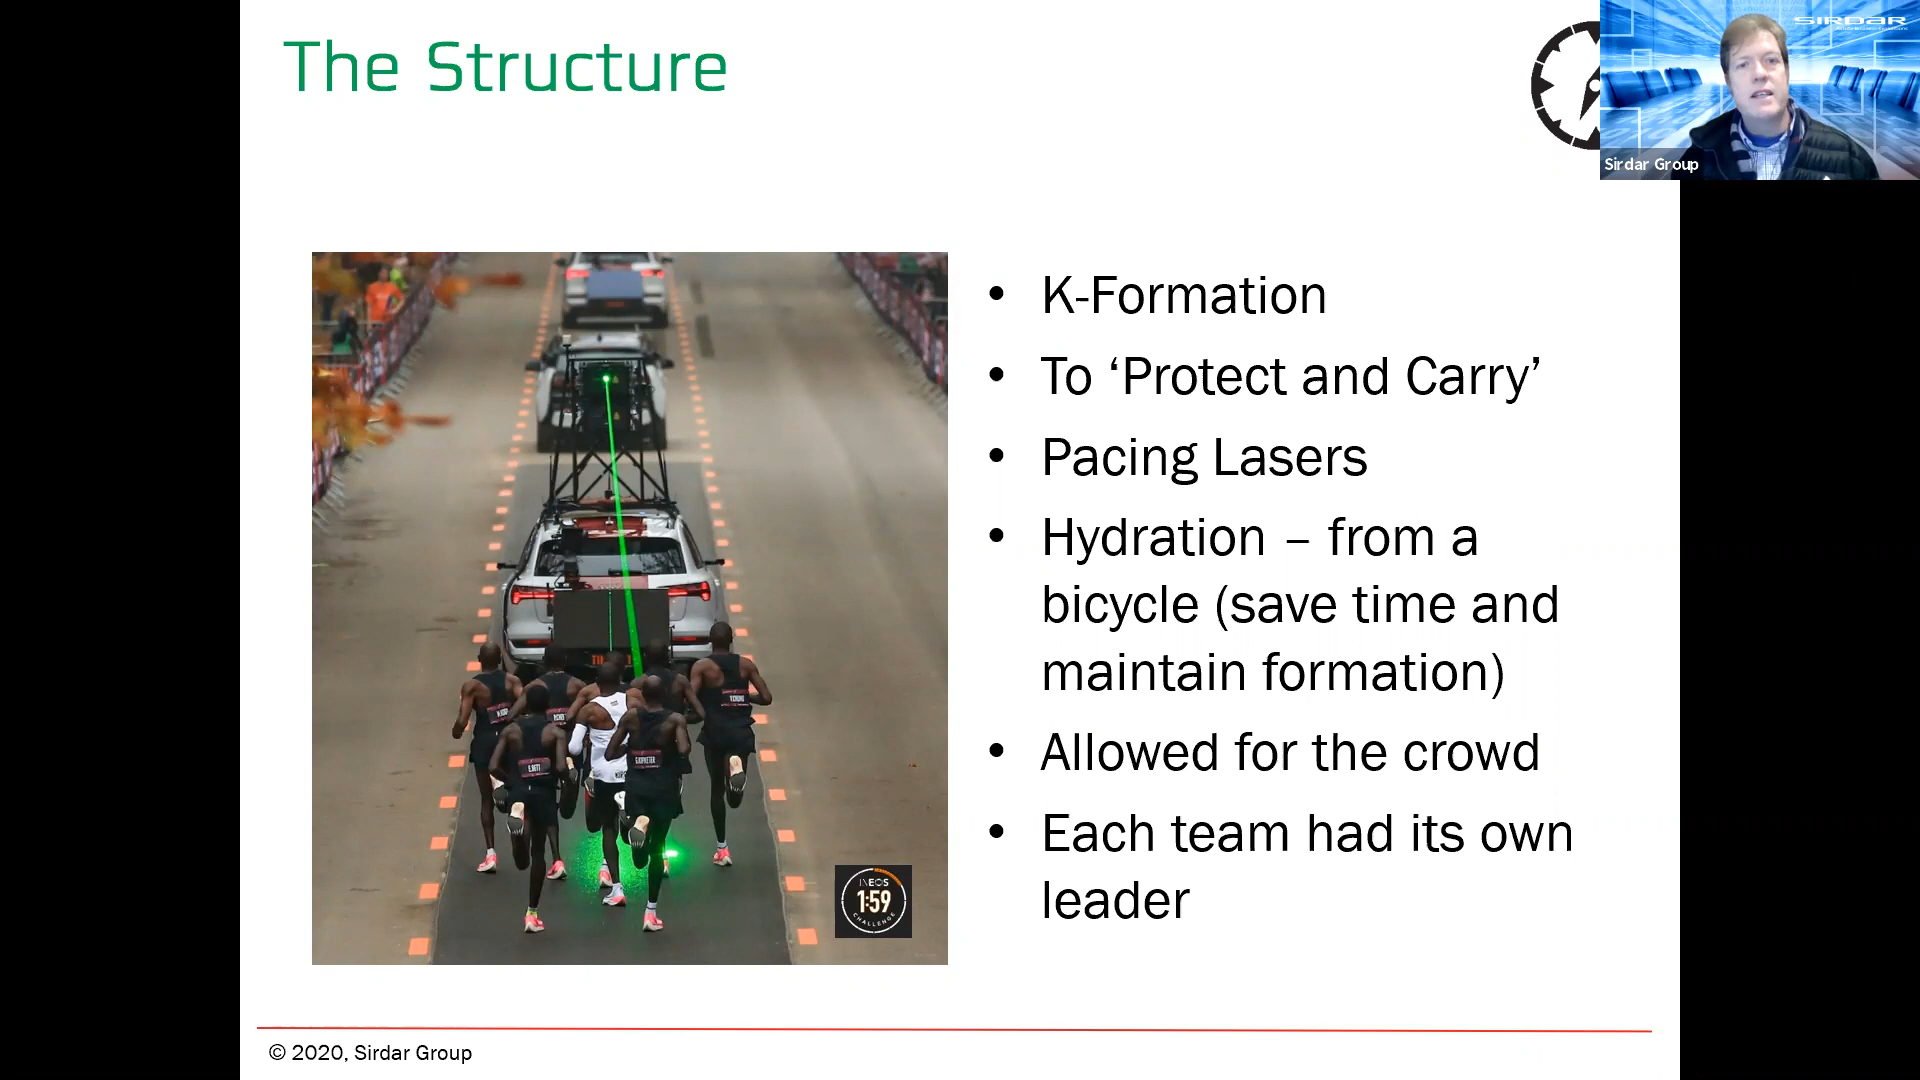 The Structure
SIRDAR
Sirdar Group
• K-Formation
• To ‘Protect and Carry’
• Pacing Lasers
• Hydration – from a
bicycle (save time and
maintain formation)
• Allowed for the crowd
• Each team had its own
leader
INEOS
1:59
CHALLENGE
© 2020, Sirdar Group